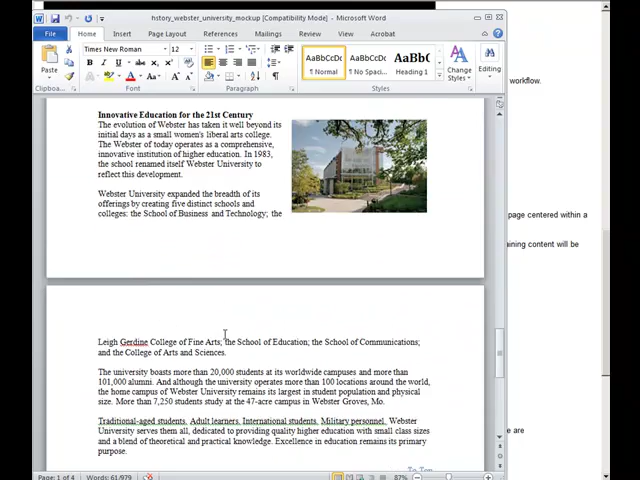 hstory_webster_university_mockup [Compatibility Mode] - Microsoft Word
File Home Insert Page Layout References Mailings Review View Acrobat
Times New Roman 12
AaBbCcDc AaBbCcDc AaBbC
Paste B I U abc ¶ Normal ¶ No Spaci... Heading 1 Change Styles Editing
Clipboard Font Paragraph Styles
workflow.
Innovative Education for the 21st Century
The evolution of Webster has taken it well beyond its
initial days as a small women's liberal arts college.
The Webster of today operates as a comprehensive,
innovative institution of higher education. In 1983,
the school renamed itself Webster University to
reflect this development.
Webster University expanded the breadth of its
offerings by creating five distinct schools and
colleges: the School of Business and Technology; the
page centered within a
aining content will be
Leigh Gerdine College of Fine Arts; the School of Education; the School of Communications;
and the College of Arts and Sciences.
The university boasts more than 20,000 students at its worldwide campuses and more than
101,000 alumni. And although the university operates more than 100 locations around the world,
the home campus of Webster University remains its largest in student population and physical
size. More than 7,250 students study at the 47-acre campus in Webster Groves, Mo.
Traditional-aged students. Adult learners. International students. Military personnel. Webster
University serves them all, dedicated to providing quality higher education with small class sizes
and a blend of theoretical and practical knowledge. Excellence in education remains its primary
purpose.
e are
To Top
Page: 1 of 4 Words: 61/979 87%